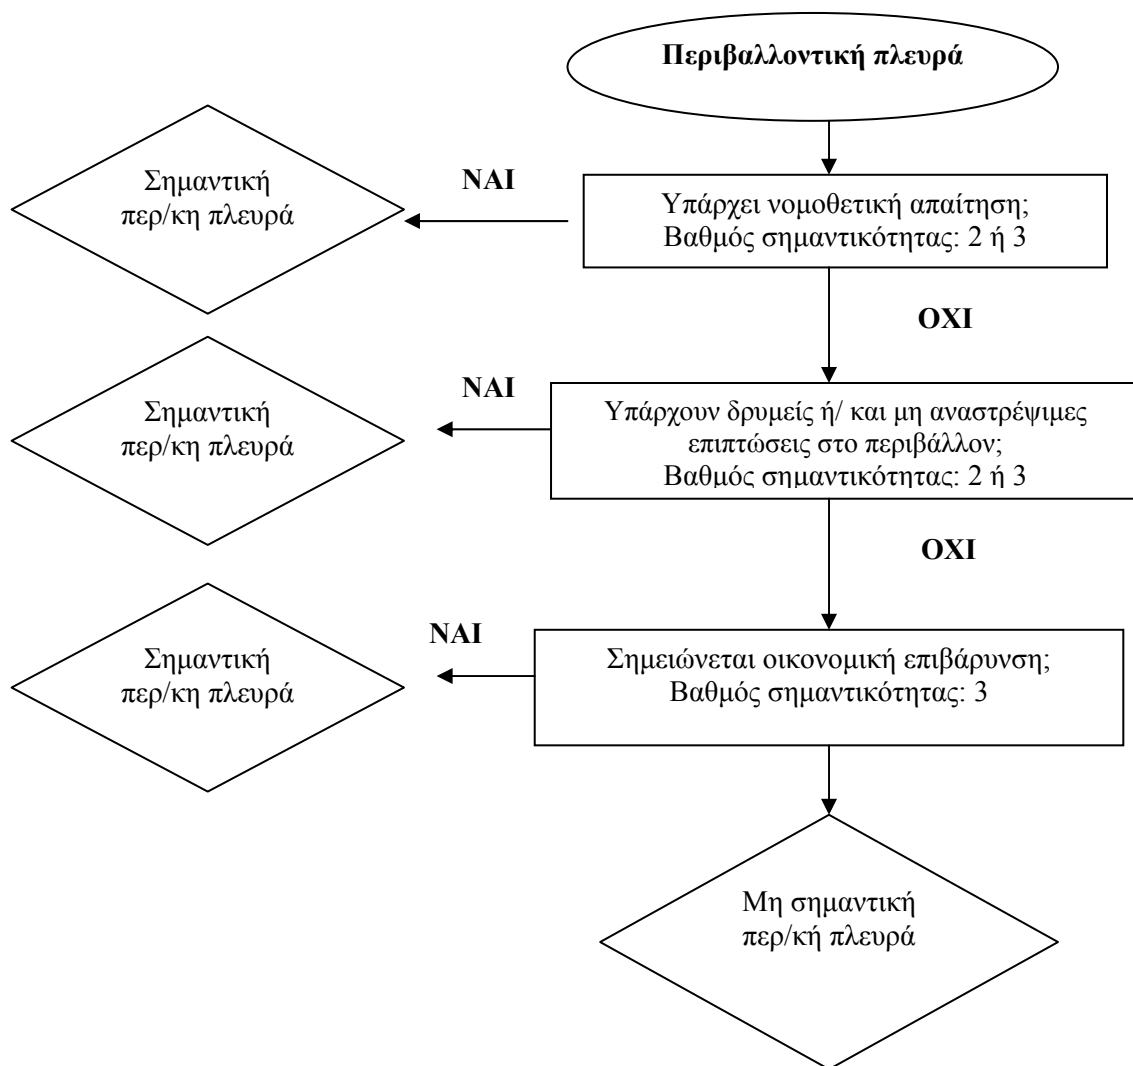 Περιβαλλοντική πλευρά
Σημαντική
περ/κη πλευρά
ΝΑΙ
Υπάρχει νομοθετική απαίτηση;
Βαθμός σημαντικότητας: 2 ή 3
ΟΧΙ
Σημαντική
περ/κη πλευρά
ΝΑΙ
Υπάρχουν δρυμείς ή/ και μη αναστρέψιμες
επιπτώσεις στο περιβάλλον;
Βαθμός σημαντικότητας: 2 ή 3
ΟΧΙ
Σημαντική
περ/κη πλευρά
ΝΑΙ
Σημειώνεται οικονομική επιβάρυνση;
Βαθμός σημαντικότητας: 3
Μη σημαντική
περ/κή πλευρά